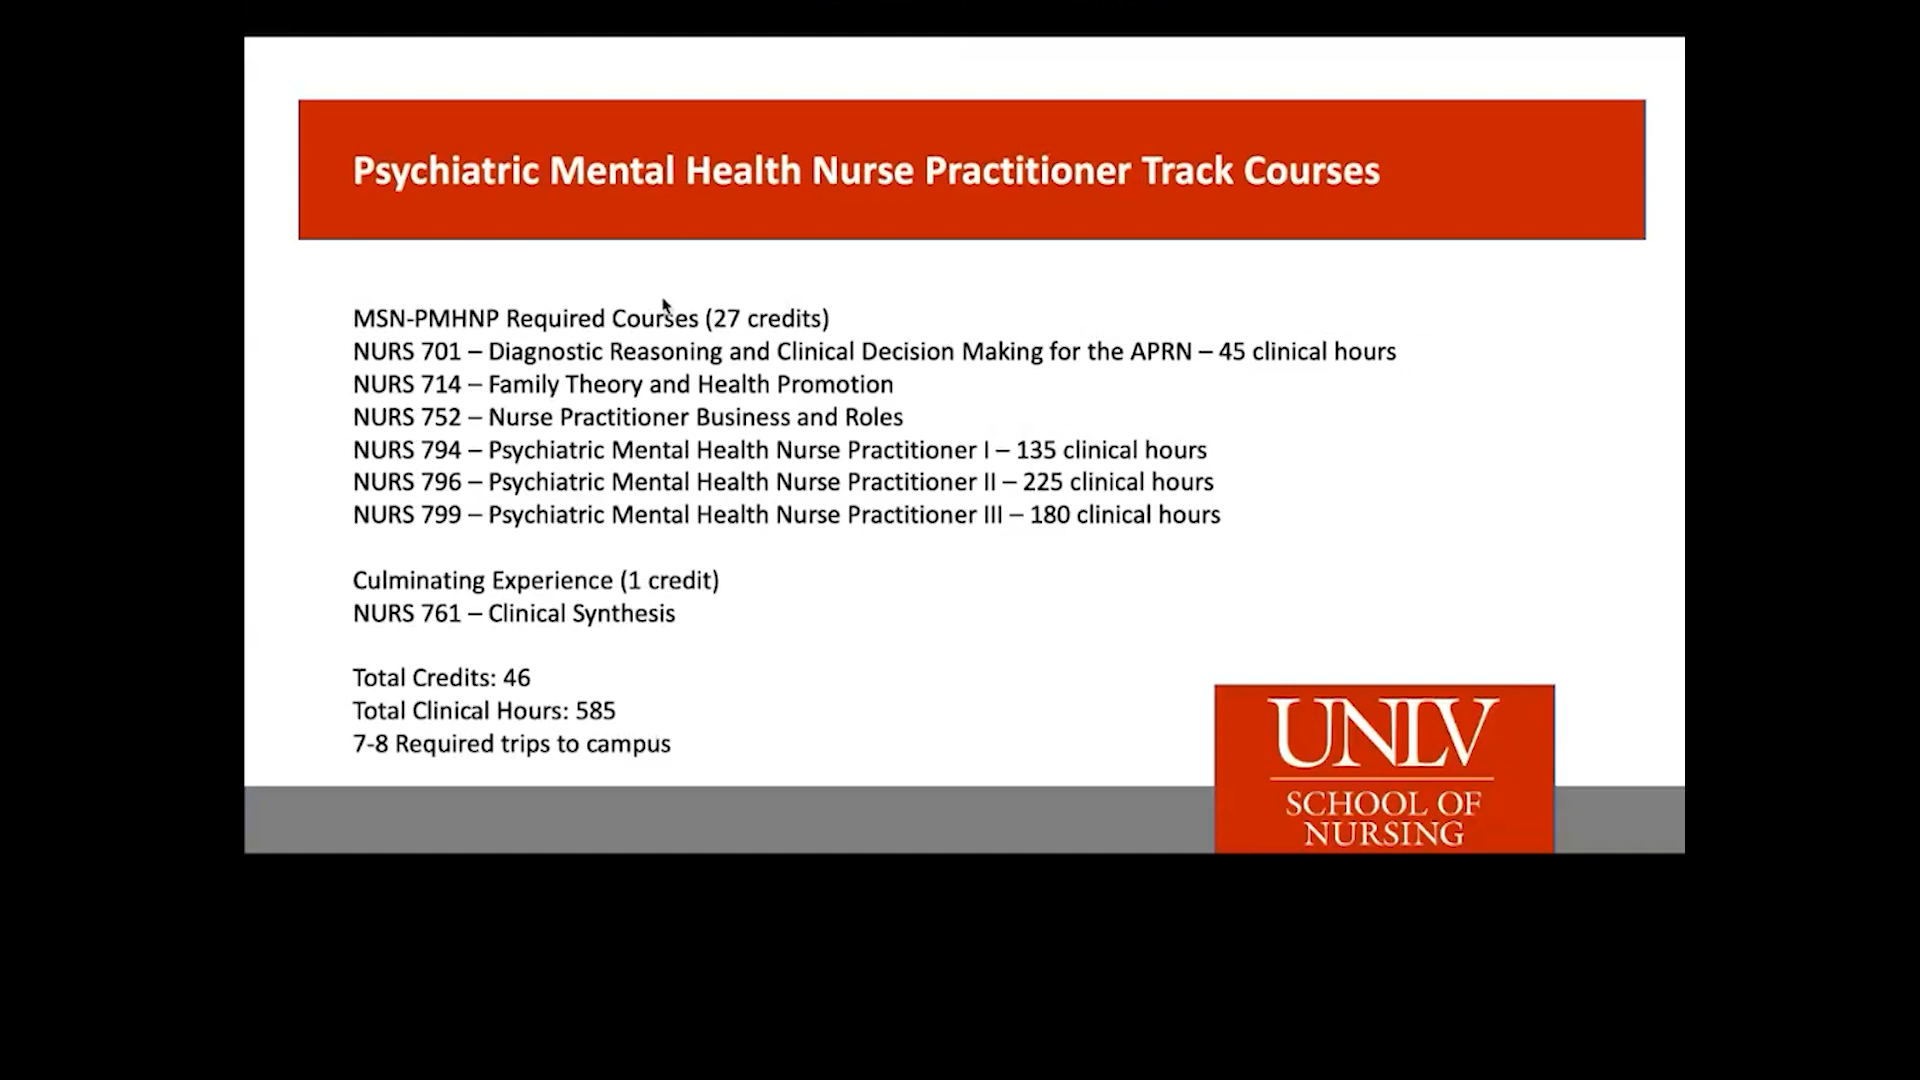 Psychiatric Mental Health Nurse Practitioner Track Courses
MSN-PMHNP Required Courses (27 credits)
NURS 701 – Diagnostic Reasoning and Clinical Decision Making for the APRN – 45 clinical hours
NURS 714 – Family Theory and Health Promotion
NURS 752 – Nurse Practitioner Business and Roles
NURS 794 – Psychiatric Mental Health Nurse Practitioner I – 135 clinical hours
NURS 796 – Psychiatric Mental Health Nurse Practitioner II – 225 clinical hours
NURS 799 – Psychiatric Mental Health Nurse Practitioner III – 180 clinical hours
Culminating Experience (1 credit)
NURS 761 – Clinical Synthesis
Total Credits: 46
Total Clinical Hours: 585
7-8 Required trips to campus
UNLV
SCHOOL OF
NURSING